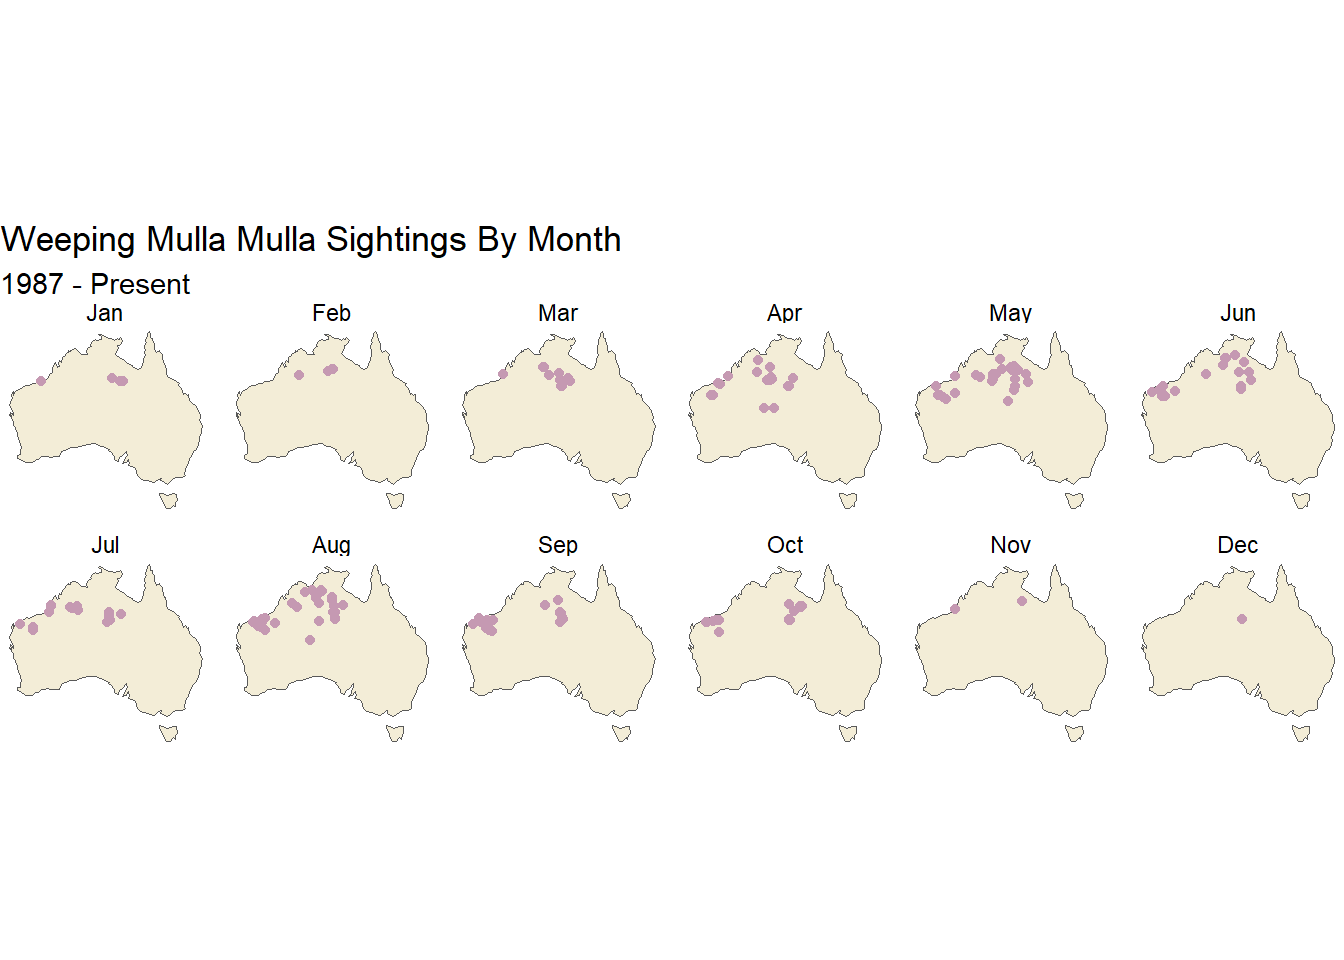 Weeping Mulla Mulla Sightings By Month
1987 - Present
Jan Feb Mar Apr May Jun
Jul Aug Sep Oct Nov Dec